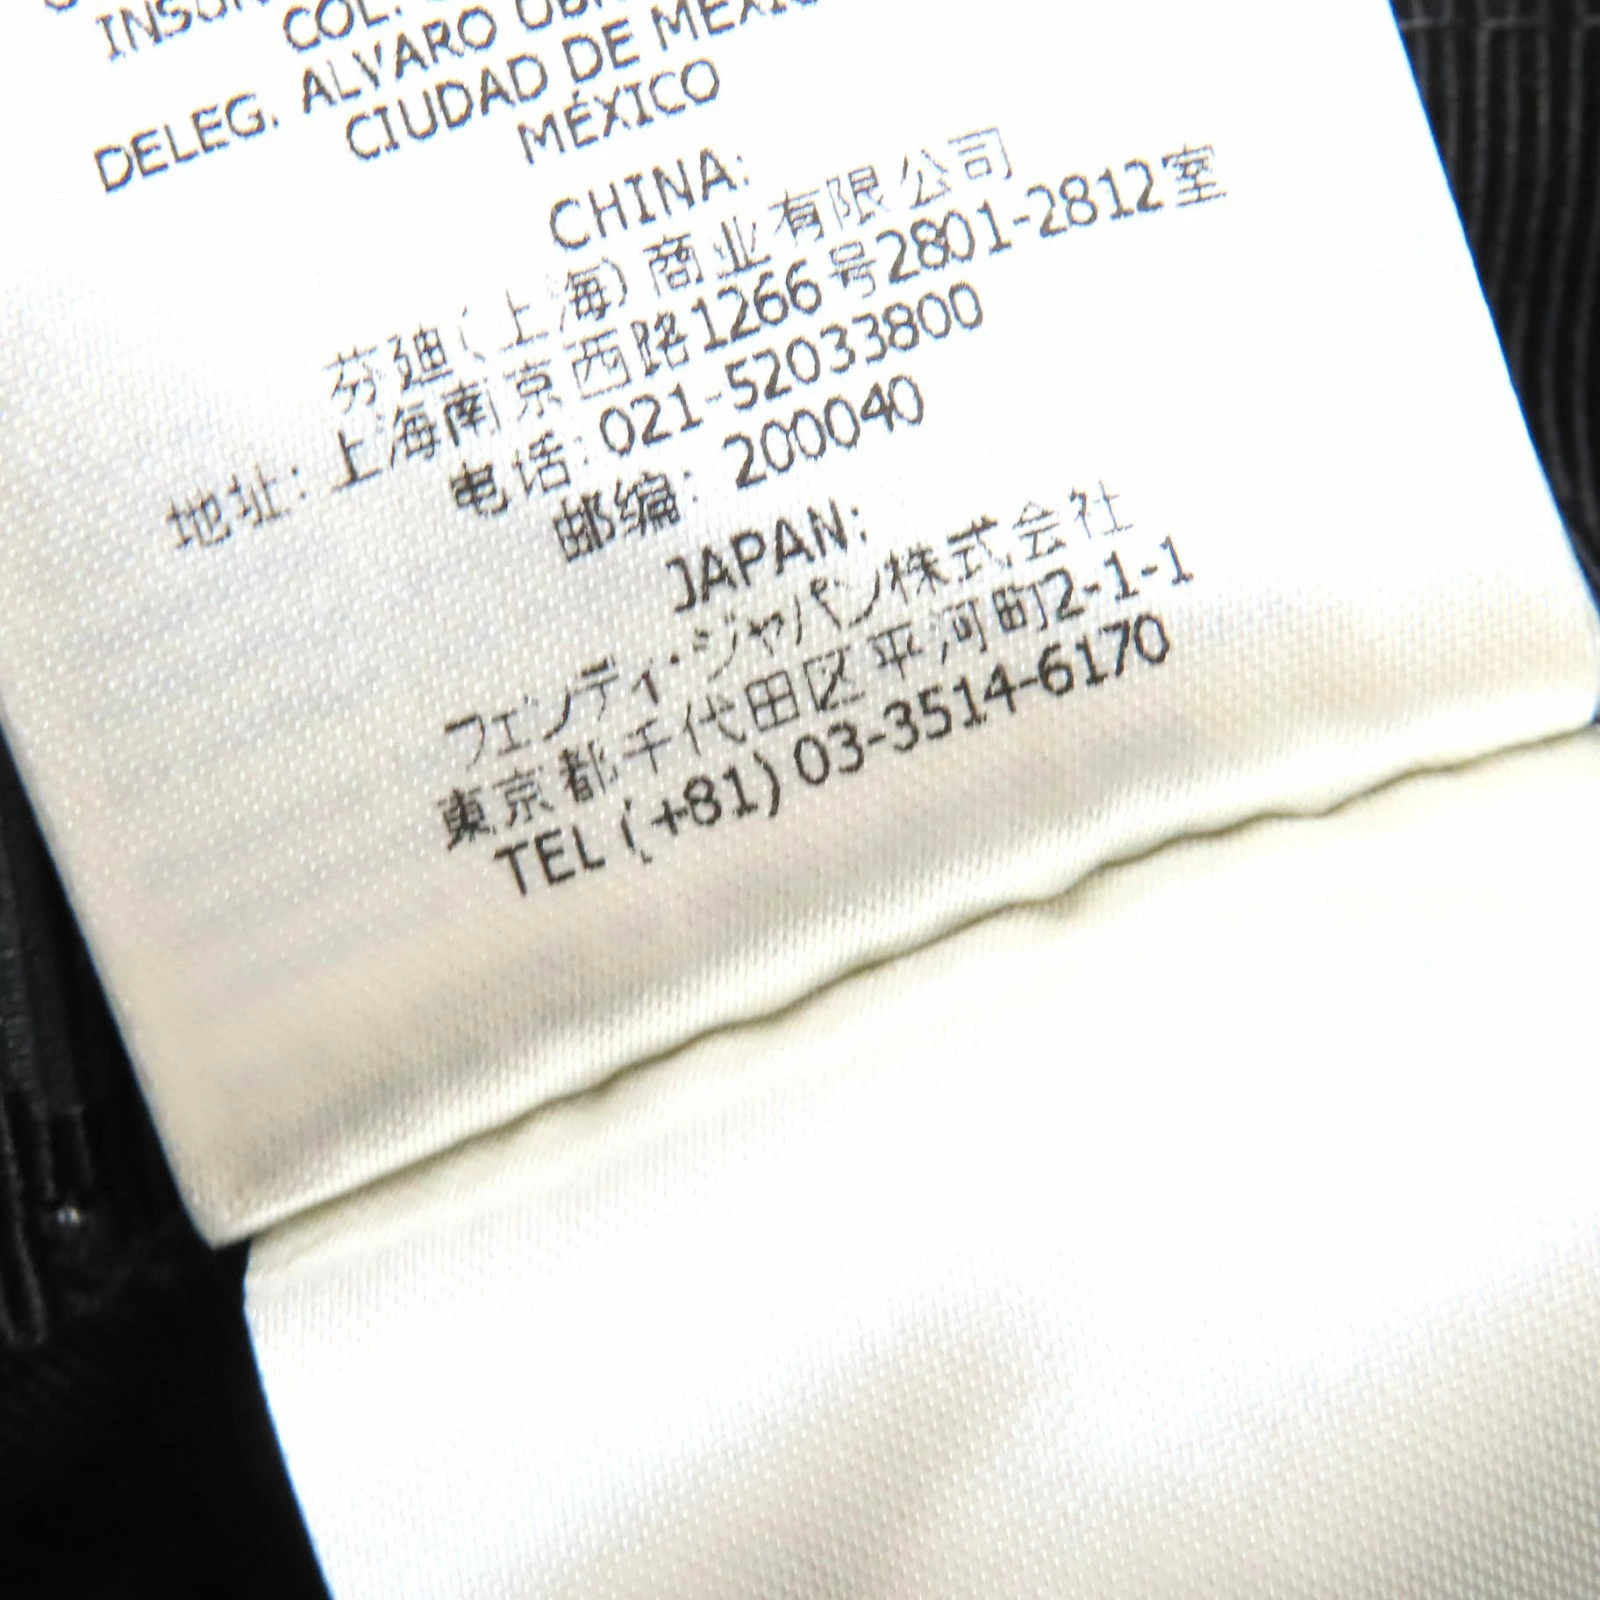 COL.
DELEG. ALVARO
CIUDAD DE
MÉXICO
CHINA:
芬迪(上海)商业有限公司
地址:上海南京西路1266号2801-2812室
电话:021-52033800
邮编: 200040
JAPAN:
フェンディ・ジャパン株式会社
東京都千代田区平河町2-1-1
TEL (+81) 03-3514-6170